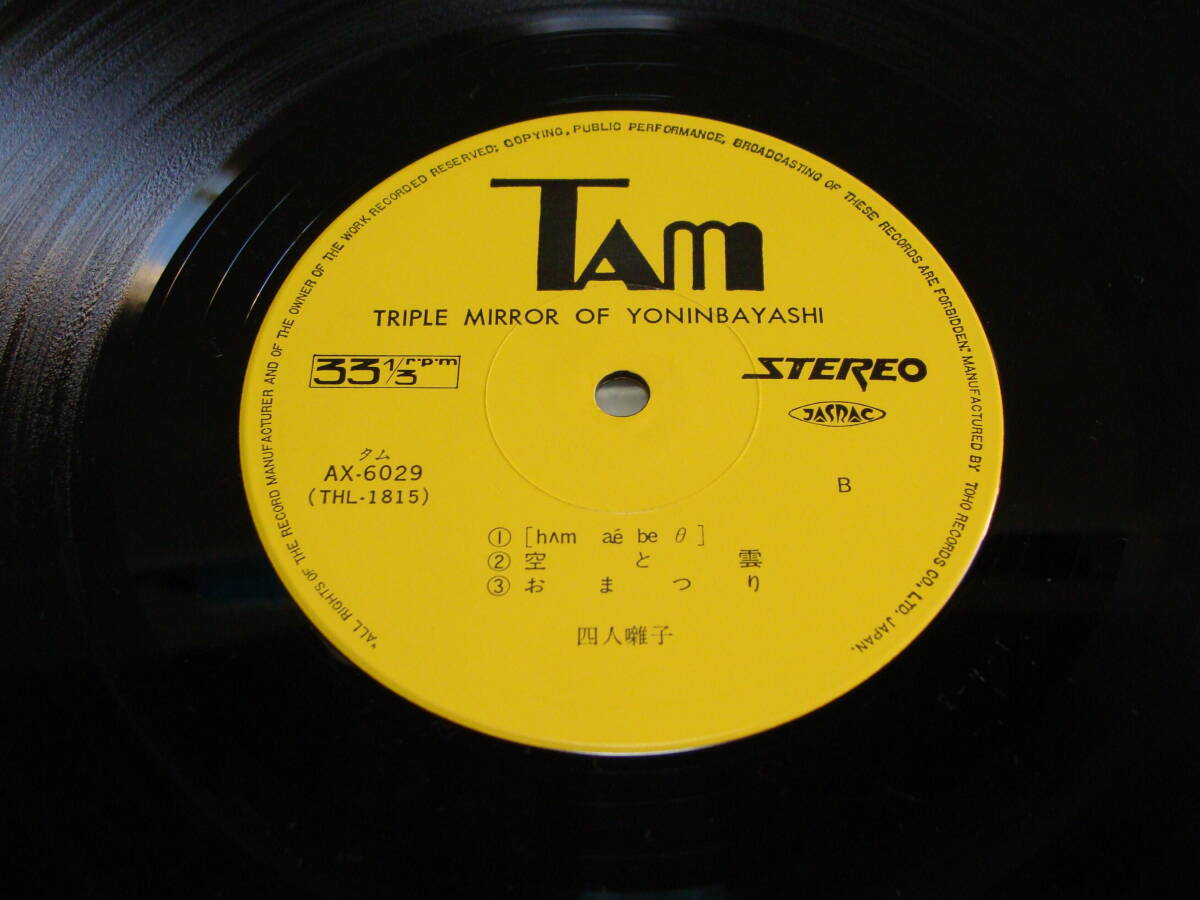 "ALL RIGHTS OF THE RECORD MANUFACTURER AND OF THE OWNER OF THE WORK RECORDED RESERVED; COPYING, PUBLIC PERFORMANCE, BROADCASTING OF THESE RECORDS ARE FORBIDDEN." MANUFACTURED BY TOHO RECORDS CO., LTD. JAPAN.
TAM
TRIPLE MIRROR OF YONINBAYASHI
33 1/3 r.p.m
STEREO
JASRAC
タム
AX-6029
(THL-1815)
B
① [hʌm aé be θ]
② 空と雲
③ おまつり
四人囃子